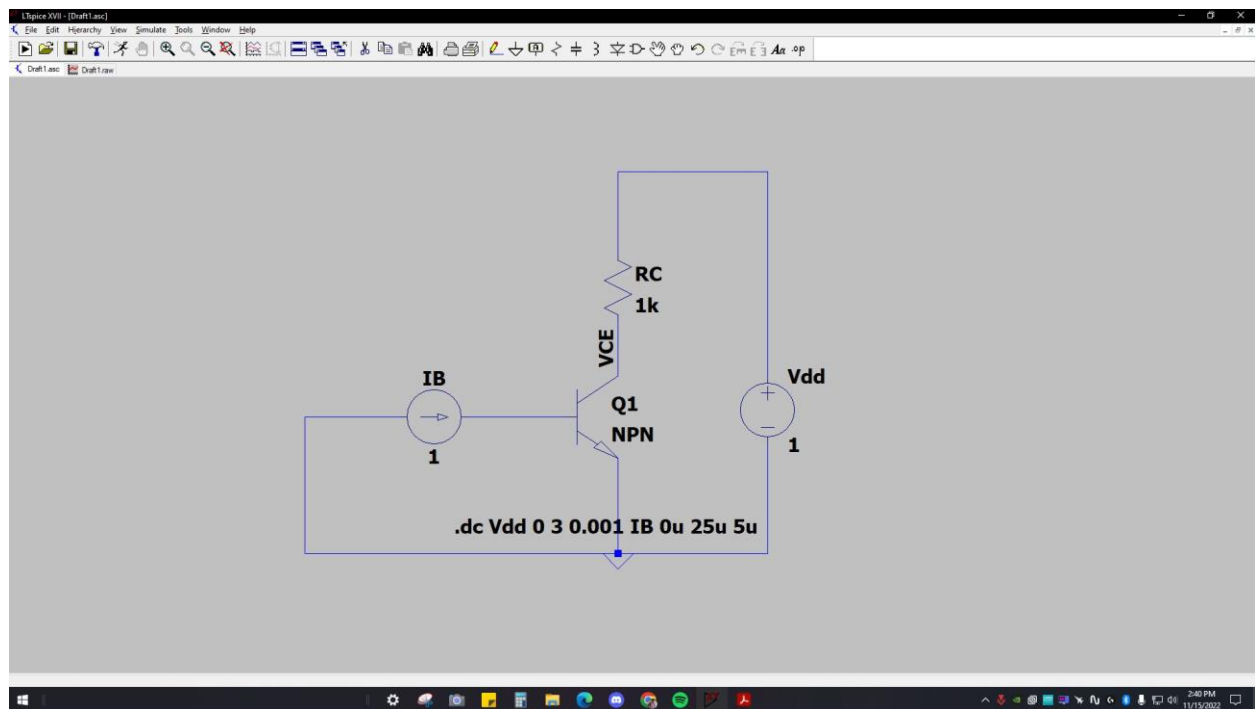 LTspice XVII - [Draft1.asc]
File Edit Hierarchy View Simulate Tools Window Help
Draft1.asc Draft1.raw
RC
1k
VCE
IB
1
Q1
NPN
Vdd
1
.dc Vdd 0 3 0.001 IB 0u 25u 5u
2:40 PM
11/15/2022